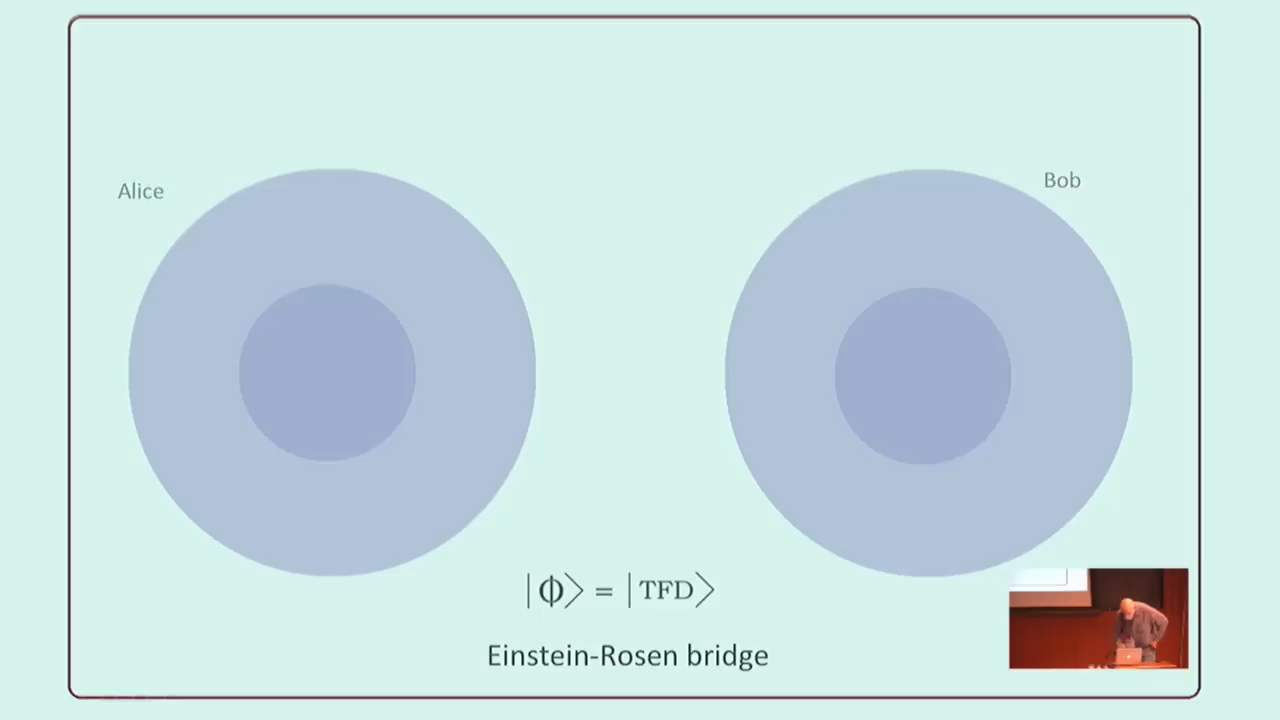 Alice
Bob
|Φ⟩ = |TFD⟩
Einstein-Rosen bridge